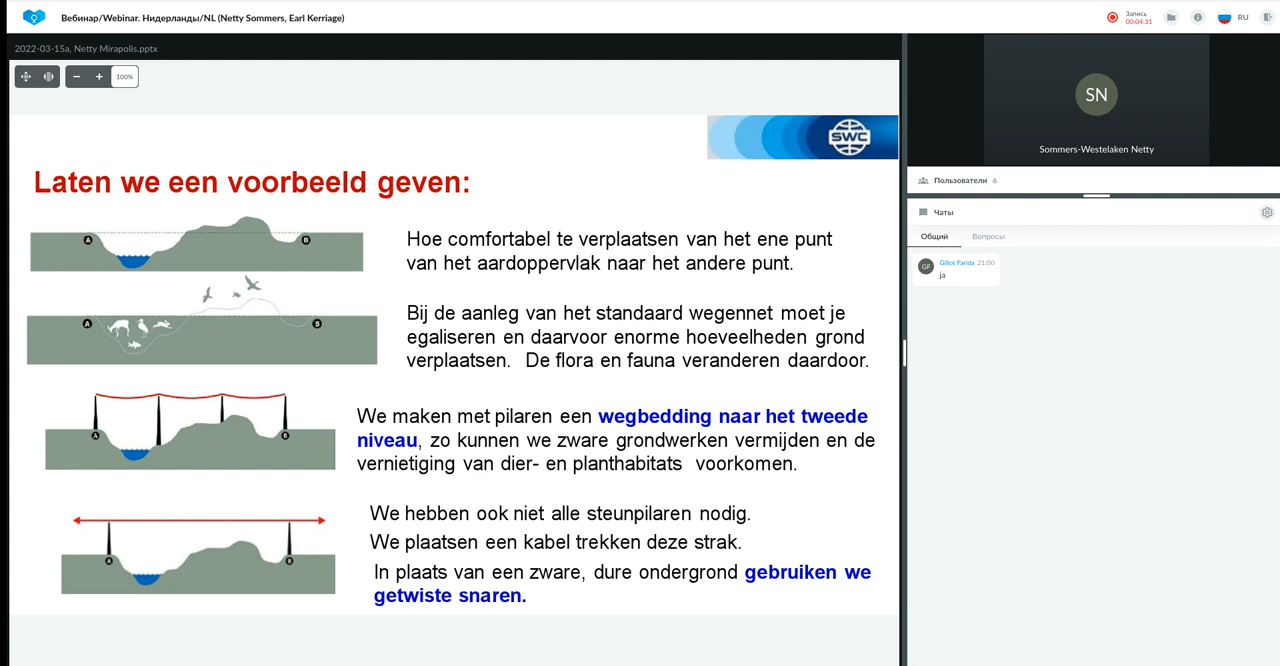 Вебинар/Webinar. Нидерланды/NL (Netty Sommers, Earl Kerriage)
Запись
00:04:31
RU
2022-03-15a, Netty Mirapolis.pptx
100%
SWC
Laten we een voorbeeld geven:
A
B
Hoe comfortabel te verplaatsen van het ene punt
van het aardoppervlak naar het andere punt.
A
B
Bij de aanleg van het standaard wegennet moet je
egaliseren en daarvoor enorme hoeveelheden grond
verplaatsen. De flora en fauna veranderen daardoor.
A
B
We maken met pilaren een wegbedding naar het tweede
niveau, zo kunnen we zware grondwerken vermijden en de
vernietiging van dier- en planthabitats voorkomen.
A
B
We hebben ook niet alle steunpilaren nodig.
We plaatsen een kabel trekken deze strak.
In plaats van een zware, dure ondergrond gebruiken we
getwiste snaren.
SN
Sommers-Westelaken Netty
Пользователи 6
Чаты
Общий
Вопросы
GF
Gillot Farida 21:00
ja